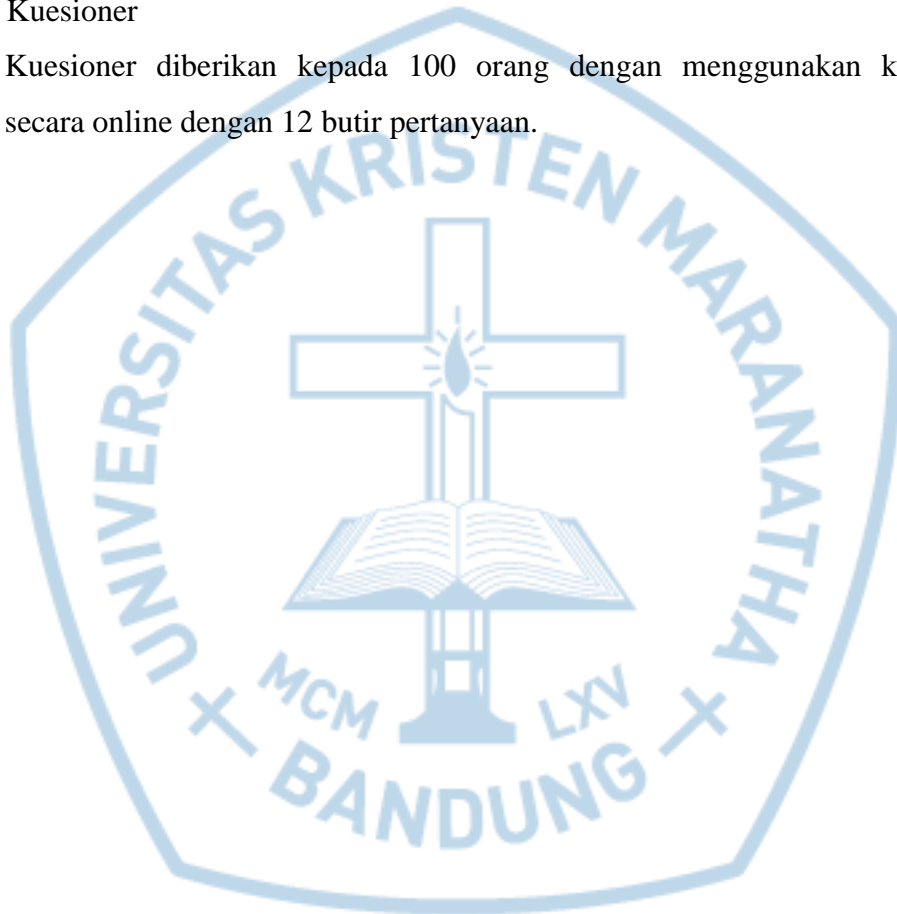 Kuesioner
Kuesioner diberikan kepada 100 orang dengan menggunakan k
secara online dengan 12 butir pertanyaan.
UNIVERSITAS KRISTEN MARANATHA
MCM LXV
BANDUNG